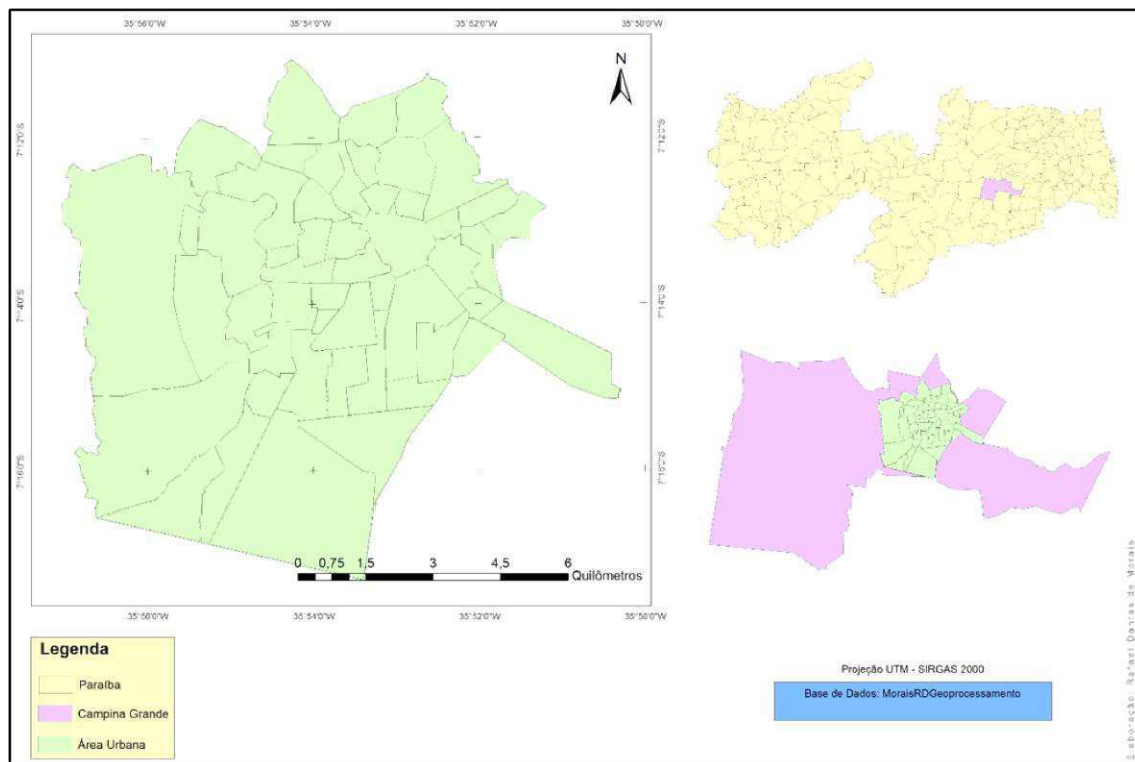 35°56'0"W 35°54'0"W 35°52'0"W 35°50'0"W
N
7°12'0"S 7°12'0"S
7°14'0"S 7°14'0"S
7°16'0"S 7°16'0"S
0 0,75 1,5 3 4,5 6
Quilômetros
35°56'0"W 35°54'0"W 35°52'0"W 35°50'0"W
Legenda
Paraíba
Campina Grande
Área Urbana
Projeção UTM - SIRGAS 2000
Base de Dados: MoraisRDGeoprocessamento
Elaboração: Rafael Dantas de Morais